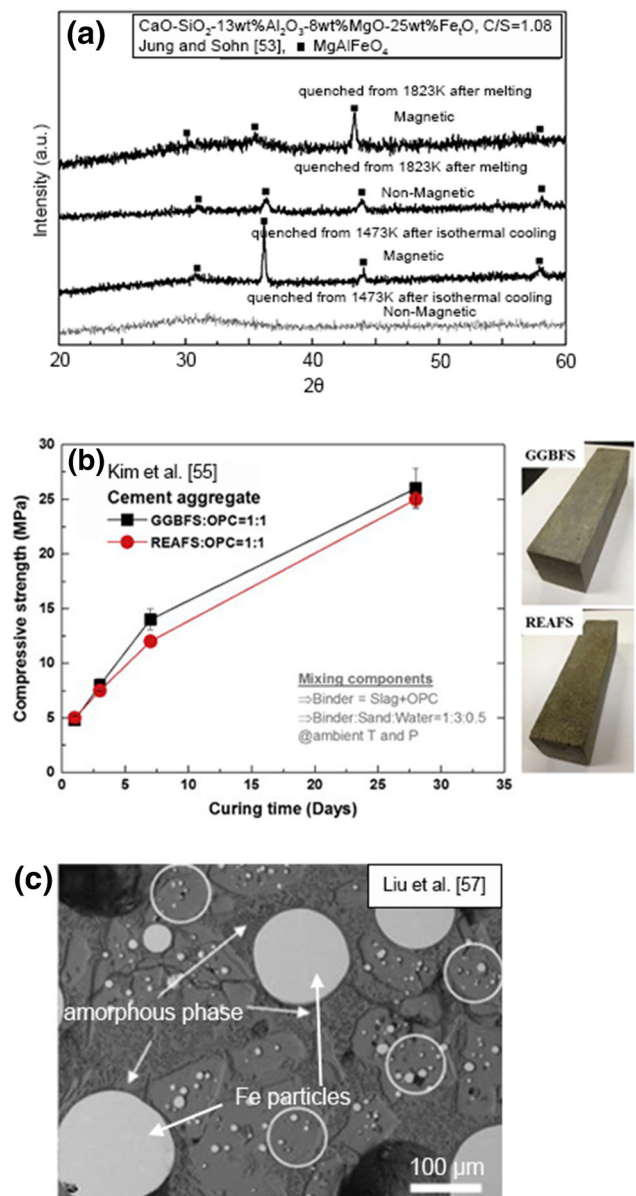 (a)
CaO-SiO₂-13wt%Al₂O₃-8wt%MgO-25wt%FeₜO, C/S=1.08
Jung and Sohn [53], ■ MgAlFeO₄
quenched from 1823K after melting
Magnetic
quenched from 1823K after melting
Non-Magnetic
quenched from 1473K after isothermal cooling
Magnetic
quenched from 1473K after isothermal cooling
Non-Magnetic
Intensity (a.u.)
20 30 40 50 60
2θ
(b)
Kim et al. [55]
Cement aggregate
GGBFS:OPC=1:1
REAFS:OPC=1:1
Mixing components
⇒Binder = Slag+OPC
⇒Binder:Sand:Water=1:3:0.5
@ambient T and P
30
25
20
15
10
5
0
Compressive strength (MPa)
0 5 10 15 20 25 30 35
Curing time (Days)
GGBFS
REAFS
(c)
Liu et al. [57]
amorphous phase
Fe particles
100 μm